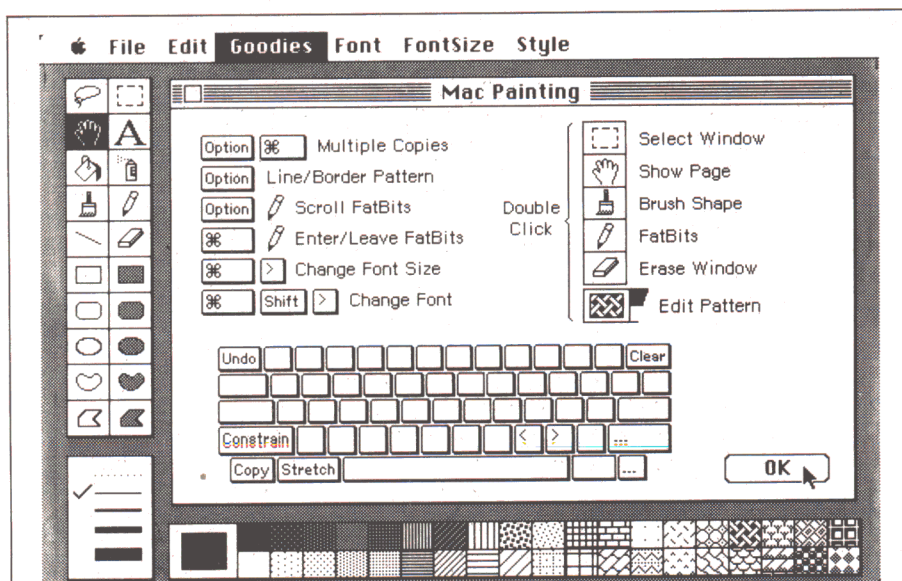 File Edit Goodies Font FontSize Style
Mac Painting
Option ⌘ Multiple Copies
Option Line/Border Pattern
Option Scroll FatBits
⌘ Enter/Leave FatBits
⌘ > Change Font Size
⌘ Shift > Change Font
Double
Click
Select Window
Show Page
Brush Shape
FatBits
Erase Window
Edit Pattern
A
Undo Clear
Constrain < > ...
Copy Stretch ...
OK